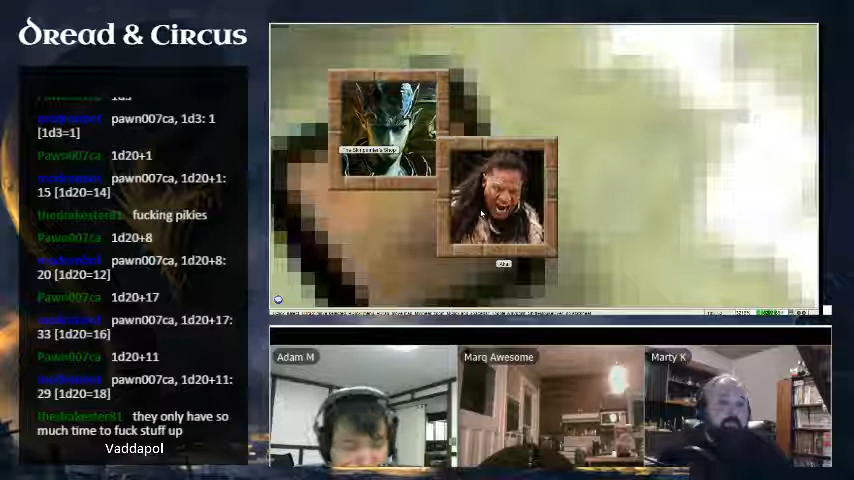 Dread & Circus
pawn007ca, 1d3: 1
[1d3=1]
Pawn007ca 1d20+1
pawn007ca, 1d20+1:
15 [1d20=14]
thedrakester81 fucking pikies
Pawn007ca 1d20+8
pawn007ca, 1d20+8:
20 [1d20=12]
Pawn007ca 1d20+17
pawn007ca, 1d20+17:
33 [1d20=16]
Pawn007ca 1d20+11
pawn007ca, 1d20+11:
29 [1d20=18]
thedrakester81 they only have so
much time to fuck stuff up
Vaddapol
The Skinpainter's Shop
Adam M
Marq Awesome
Marty K